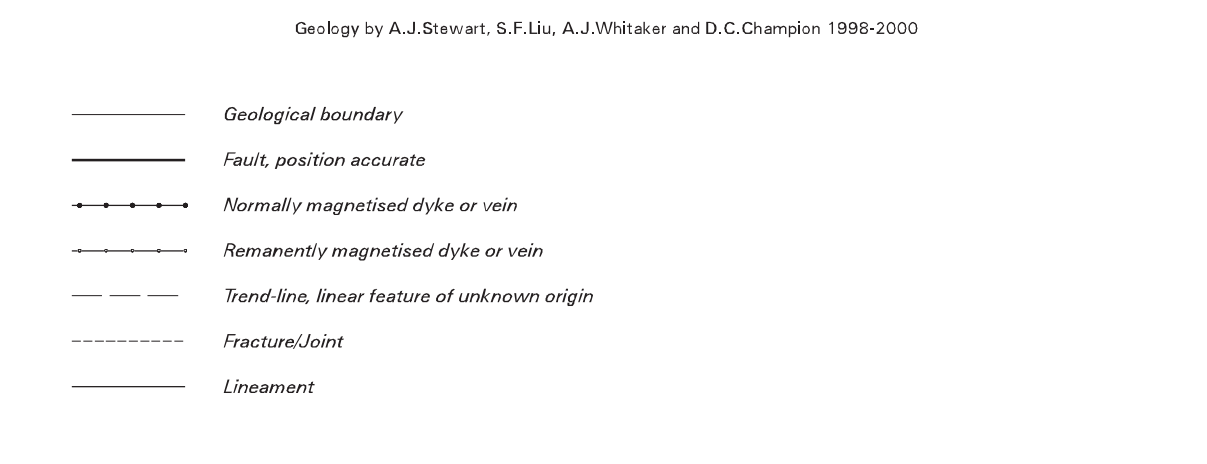 Geology by A.J.Stewart, S.F.Liu, A.J.Whitaker and D.C.Champion 1998-2000
Geological boundary
Fault, position accurate
Normally magnetised dyke or vein
Remanently magnetised dyke or vein
Trend-line, linear feature of unknown origin
Fracture/Joint
Lineament